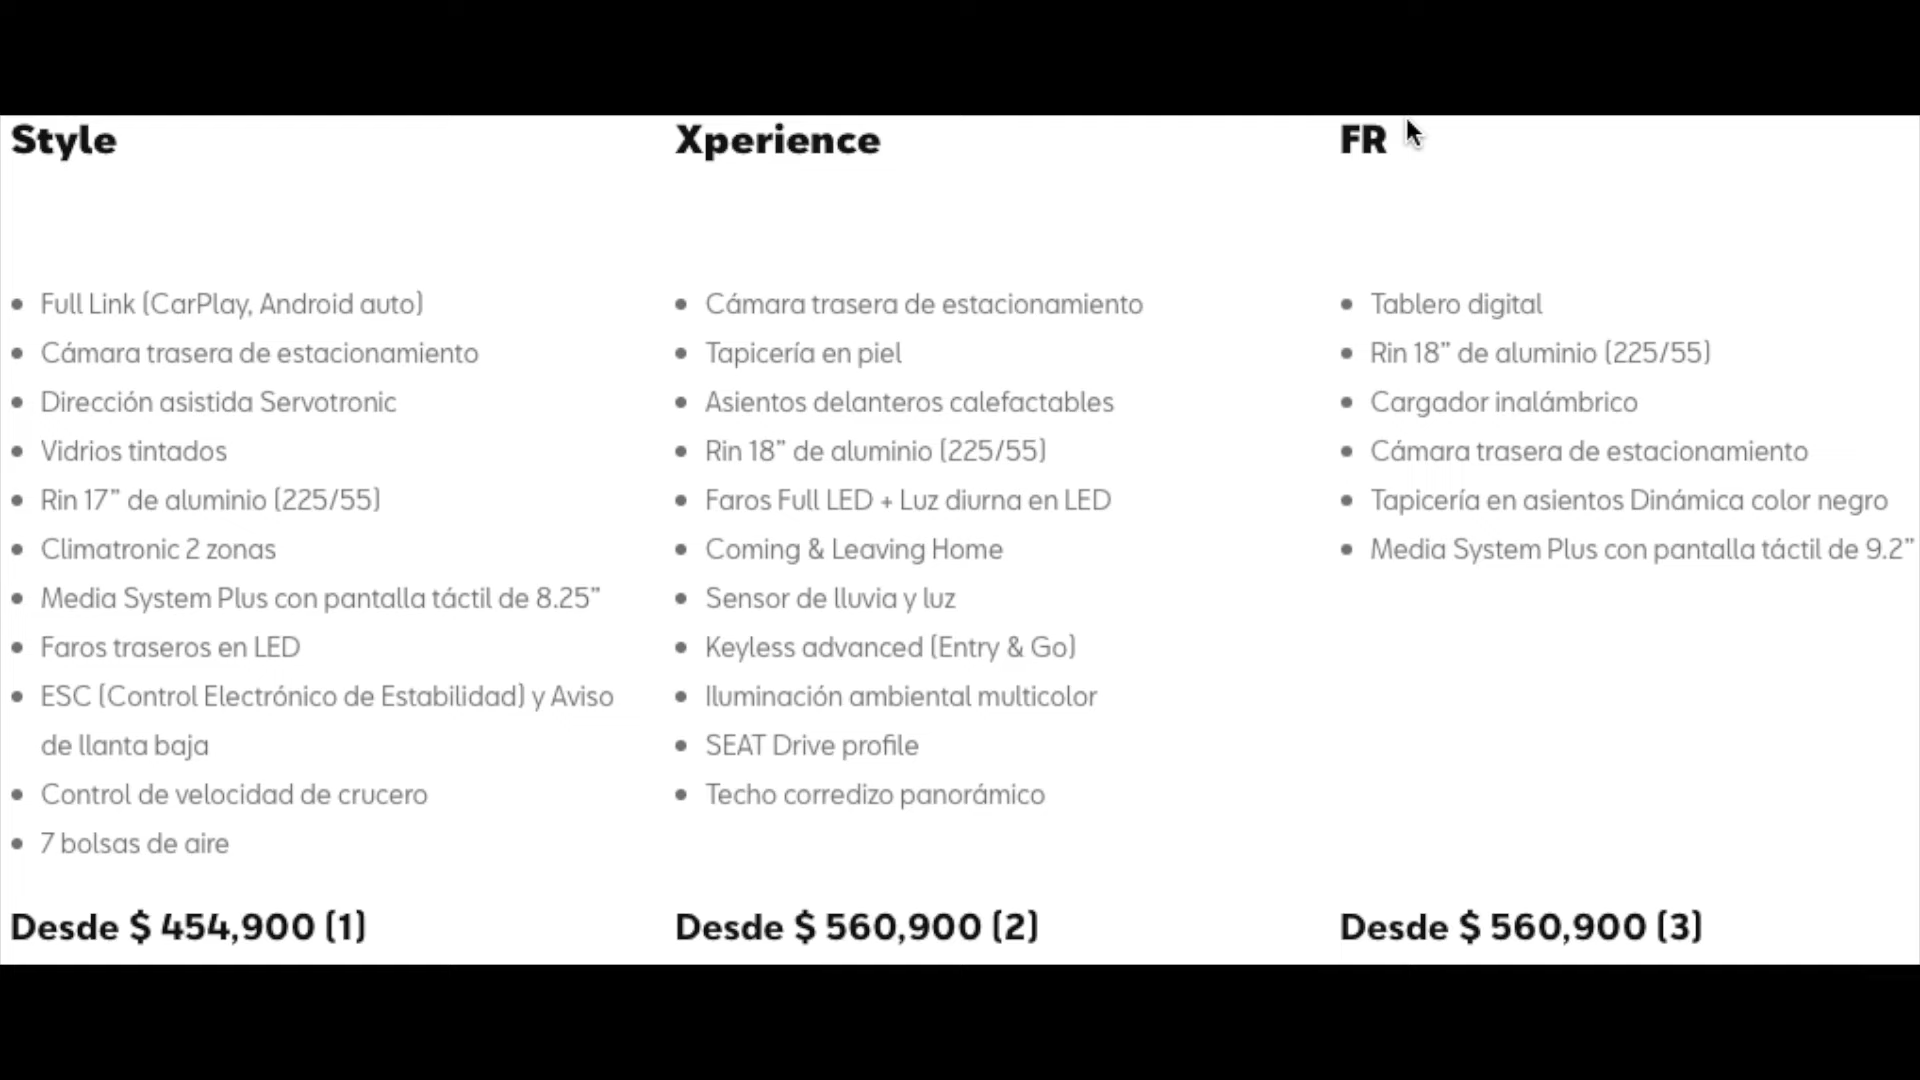 Style
Full Link (CarPlay, Android auto)
Cámara trasera de estacionamiento
Dirección asistida Servotronic
Vidrios tintados
Rin 17” de aluminio (225/55)
Climatronic 2 zonas
Media System Plus con pantalla táctil de 8.25”
Faros traseros en LED
ESC (Control Electrónico de Estabilidad) y Aviso
de llanta baja
Control de velocidad de crucero
7 bolsas de aire
Desde $ 454,900 (1)
Xperience
Cámara trasera de estacionamiento
Tapicería en piel
Asientos delanteros calefactables
Rin 18” de aluminio (225/55)
Faros Full LED + Luz diurna en LED
Coming & Leaving Home
Sensor de lluvia y luz
Keyless advanced (Entry & Go)
Iluminación ambiental multicolor
SEAT Drive profile
Techo corredizo panorámico
Desde $ 560,900 (2)
FR
Tablero digital
Rin 18” de aluminio (225/55)
Cargador inalámbrico
Cámara trasera de estacionamiento
Tapicería en asientos Dinámica color negro
Media System Plus con pantalla táctil de 9.2”
Desde $ 560,900 (3)